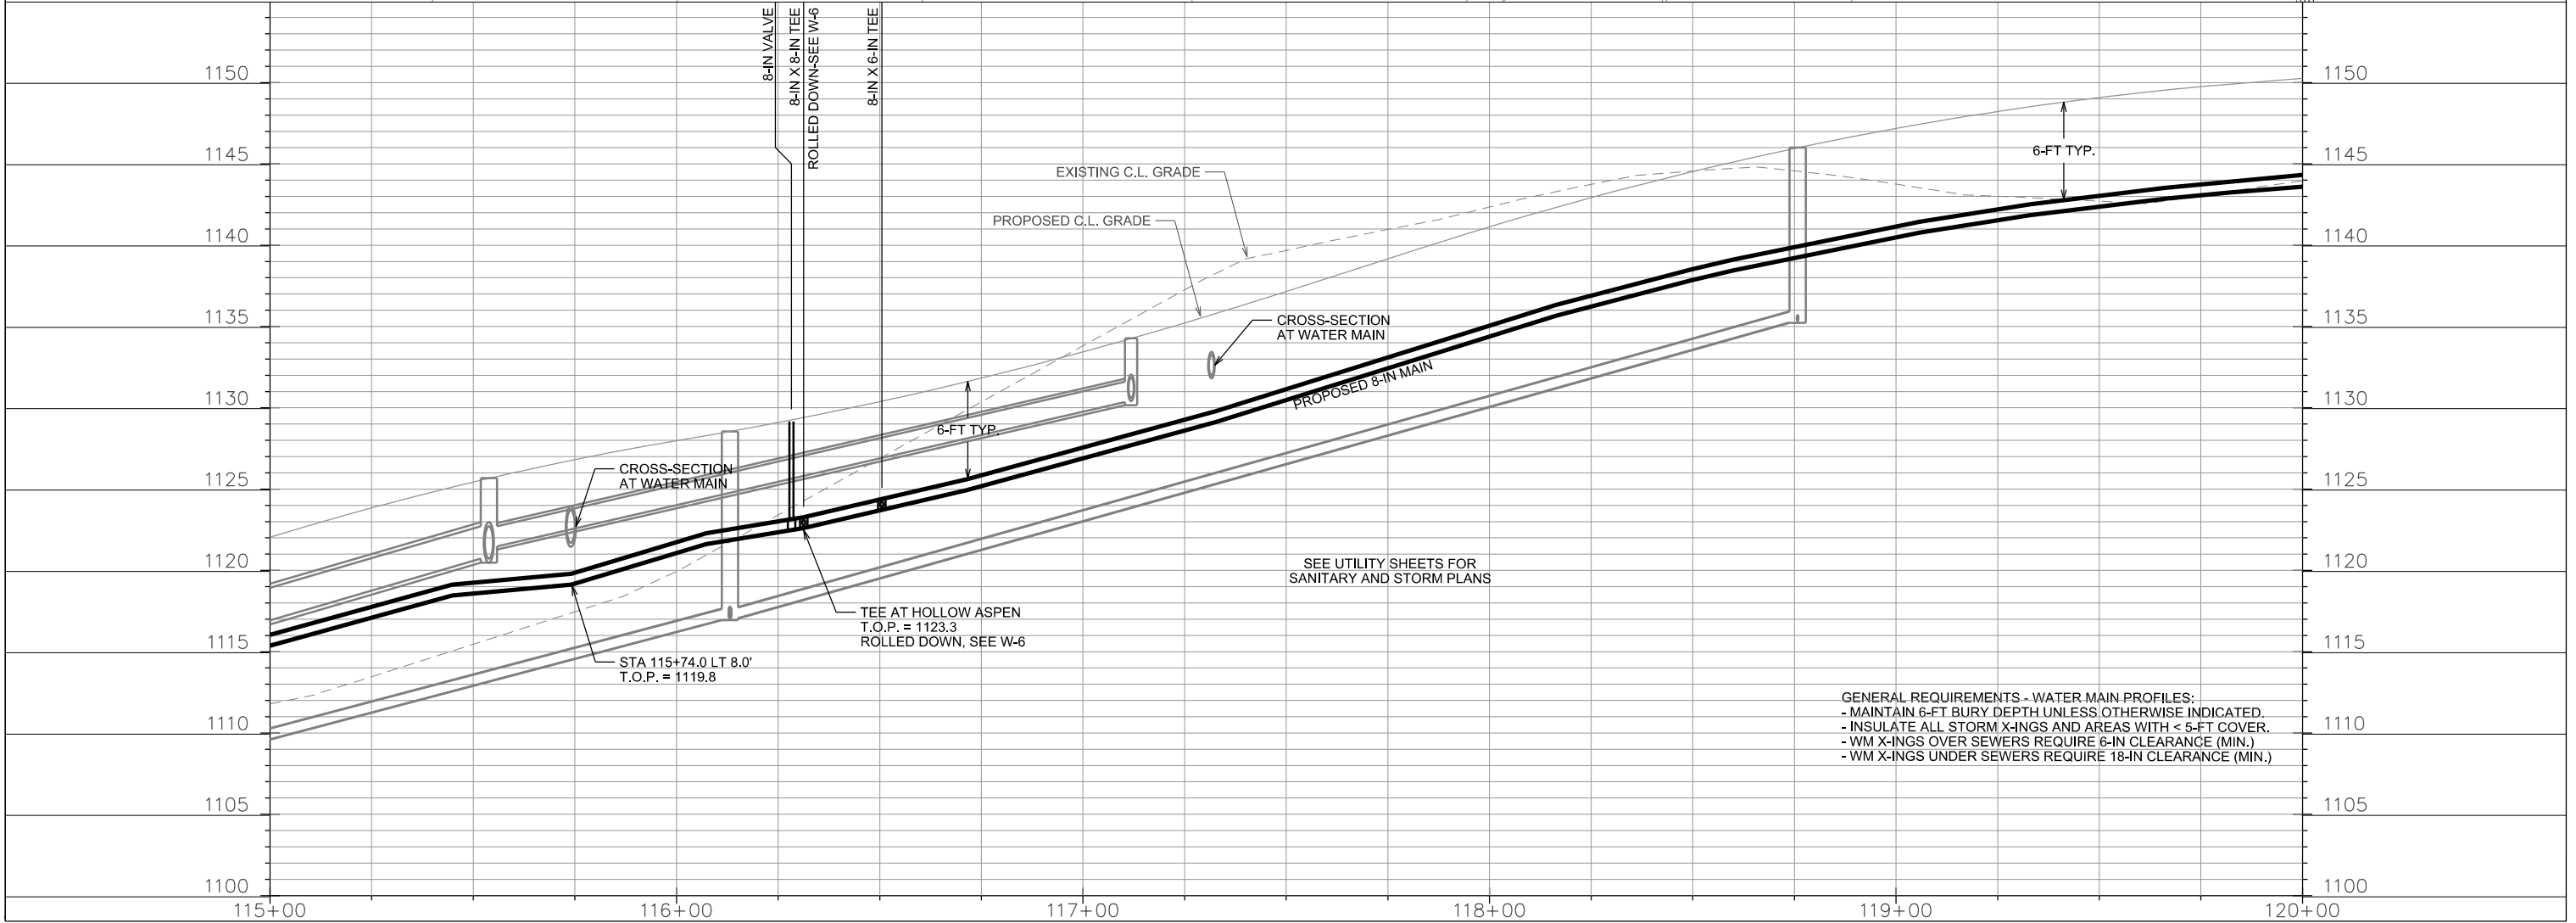 8-IN VALVE
8-IN X 8-IN TEE
ROLLED DOWN-SEE W-6
8-IN X 6-IN TEE
1150
1150
1145
1145
6-FT TYP.
EXISTING C.L. GRADE
PROPOSED C.L. GRADE
1140
1140
1135
1135
CROSS-SECTION
AT WATER MAIN
PROPOSED 8-IN MAIN
1130
1130
6-FT TYP.
CROSS-SECTION
AT WATER MAIN
1125
1125
1120
1120
SEE UTILITY SHEETS FOR
SANITARY AND STORM PLANS
TEE AT HOLLOW ASPEN
T.O.P. = 1123.3
ROLLED DOWN, SEE W-6
1115
1115
STA 115+74.0 LT 8.0'
T.O.P. = 1119.8
1110
1110
GENERAL REQUIREMENTS - WATER MAIN PROFILES:
- MAINTAIN 6-FT BURY DEPTH UNLESS OTHERWISE INDICATED.
- INSULATE ALL STORM X-INGS AND AREAS WITH < 5-FT COVER.
- WM X-INGS OVER SEWERS REQUIRE 6-IN CLEARANCE (MIN.)
- WM X-INGS UNDER SEWERS REQUIRE 18-IN CLEARANCE (MIN.)
1105
1105
1100
1100
115+00
116+00
117+00
118+00
119+00
120+00